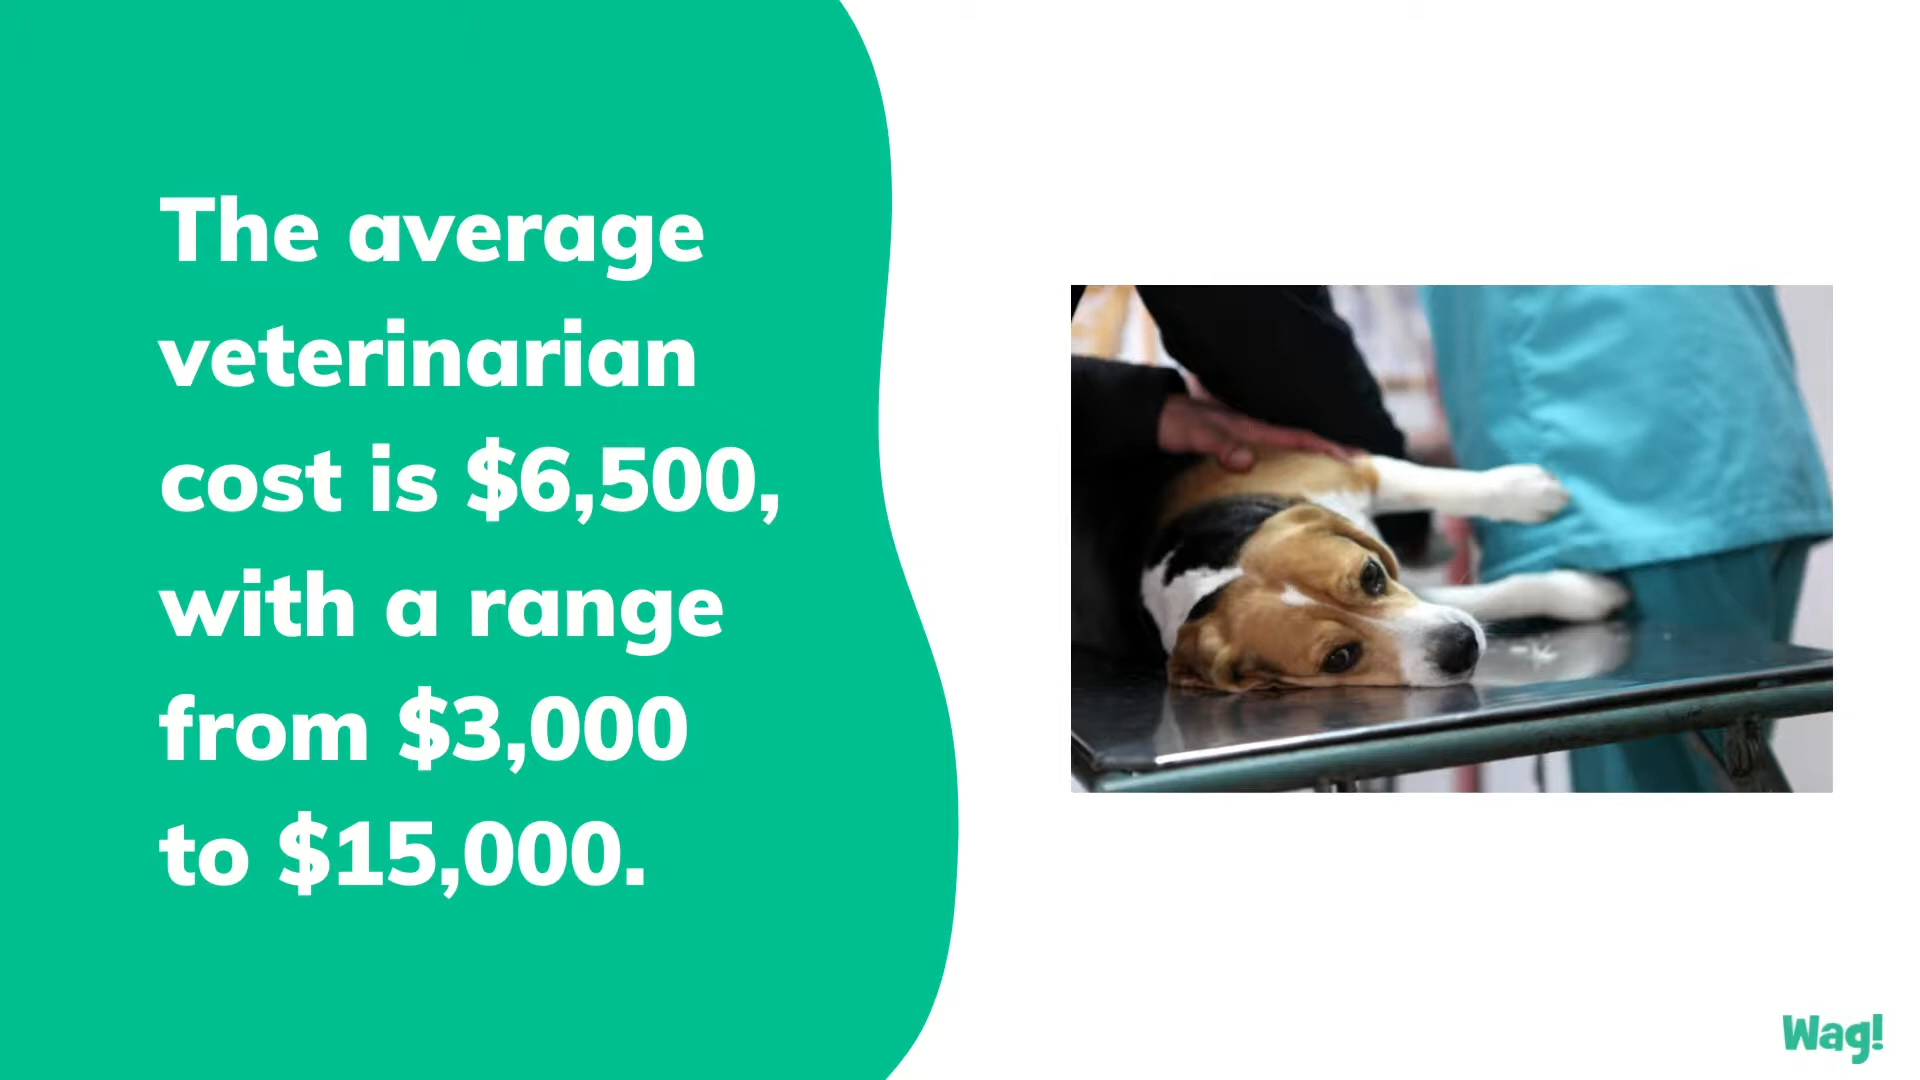 The average
veterinarian
cost is $6,500,
with a range
from $3,000
to $15,000.
Wag!